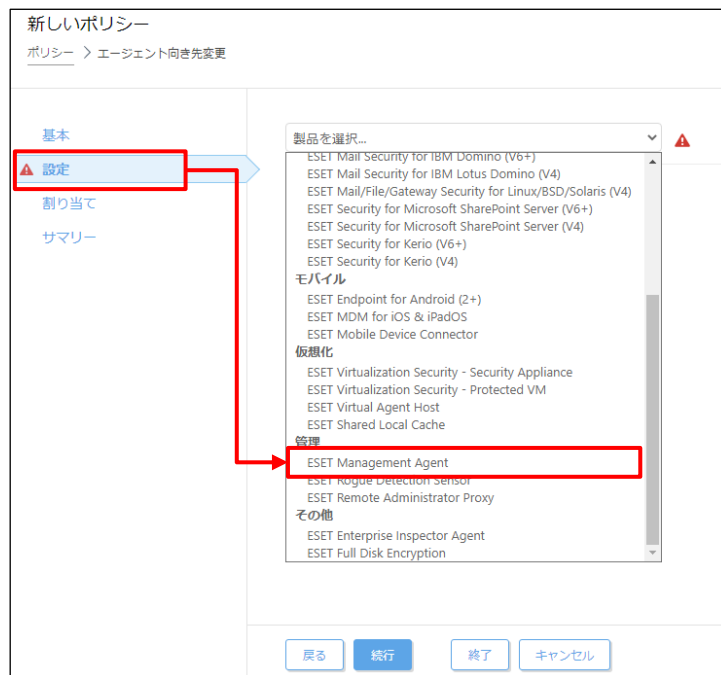 新しいポリシー
ポリシー > エージェント向き先変更
基本
設定
割り当て
サマリー
製品を選択...
ESET Mail Security for IBM Domino (V6+)
ESET Mail Security for IBM Lotus Domino (V4)
ESET Mail/File/Gateway Security for Linux/BSD/Solaris (V4)
ESET Security for Microsoft SharePoint Server (V6+)
ESET Security for Microsoft SharePoint Server (V4)
ESET Security for Kerio (V6+)
ESET Security for Kerio (V4)
モバイル
ESET Endpoint for Android (2+)
ESET MDM for iOS & iPadOS
ESET Mobile Device Connector
仮想化
ESET Virtualization Security - Security Appliance
ESET Virtualization Security - Protected VM
ESET Virtual Agent Host
ESET Shared Local Cache
管理
ESET Management Agent
ESET Rogue Detection Sensor
ESET Remote Administrator Proxy
その他
ESET Enterprise Inspector Agent
ESET Full Disk Encryption
戻る 続行 終了 キャンセル